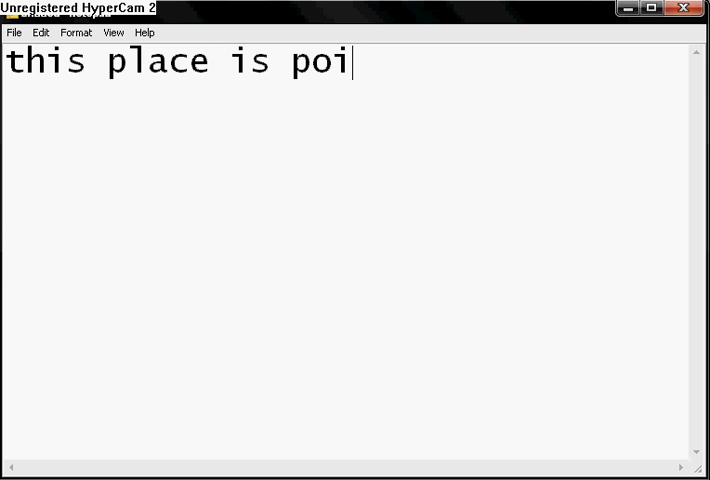 Unregistered HyperCam 2
File Edit Format View Help
this place is poi